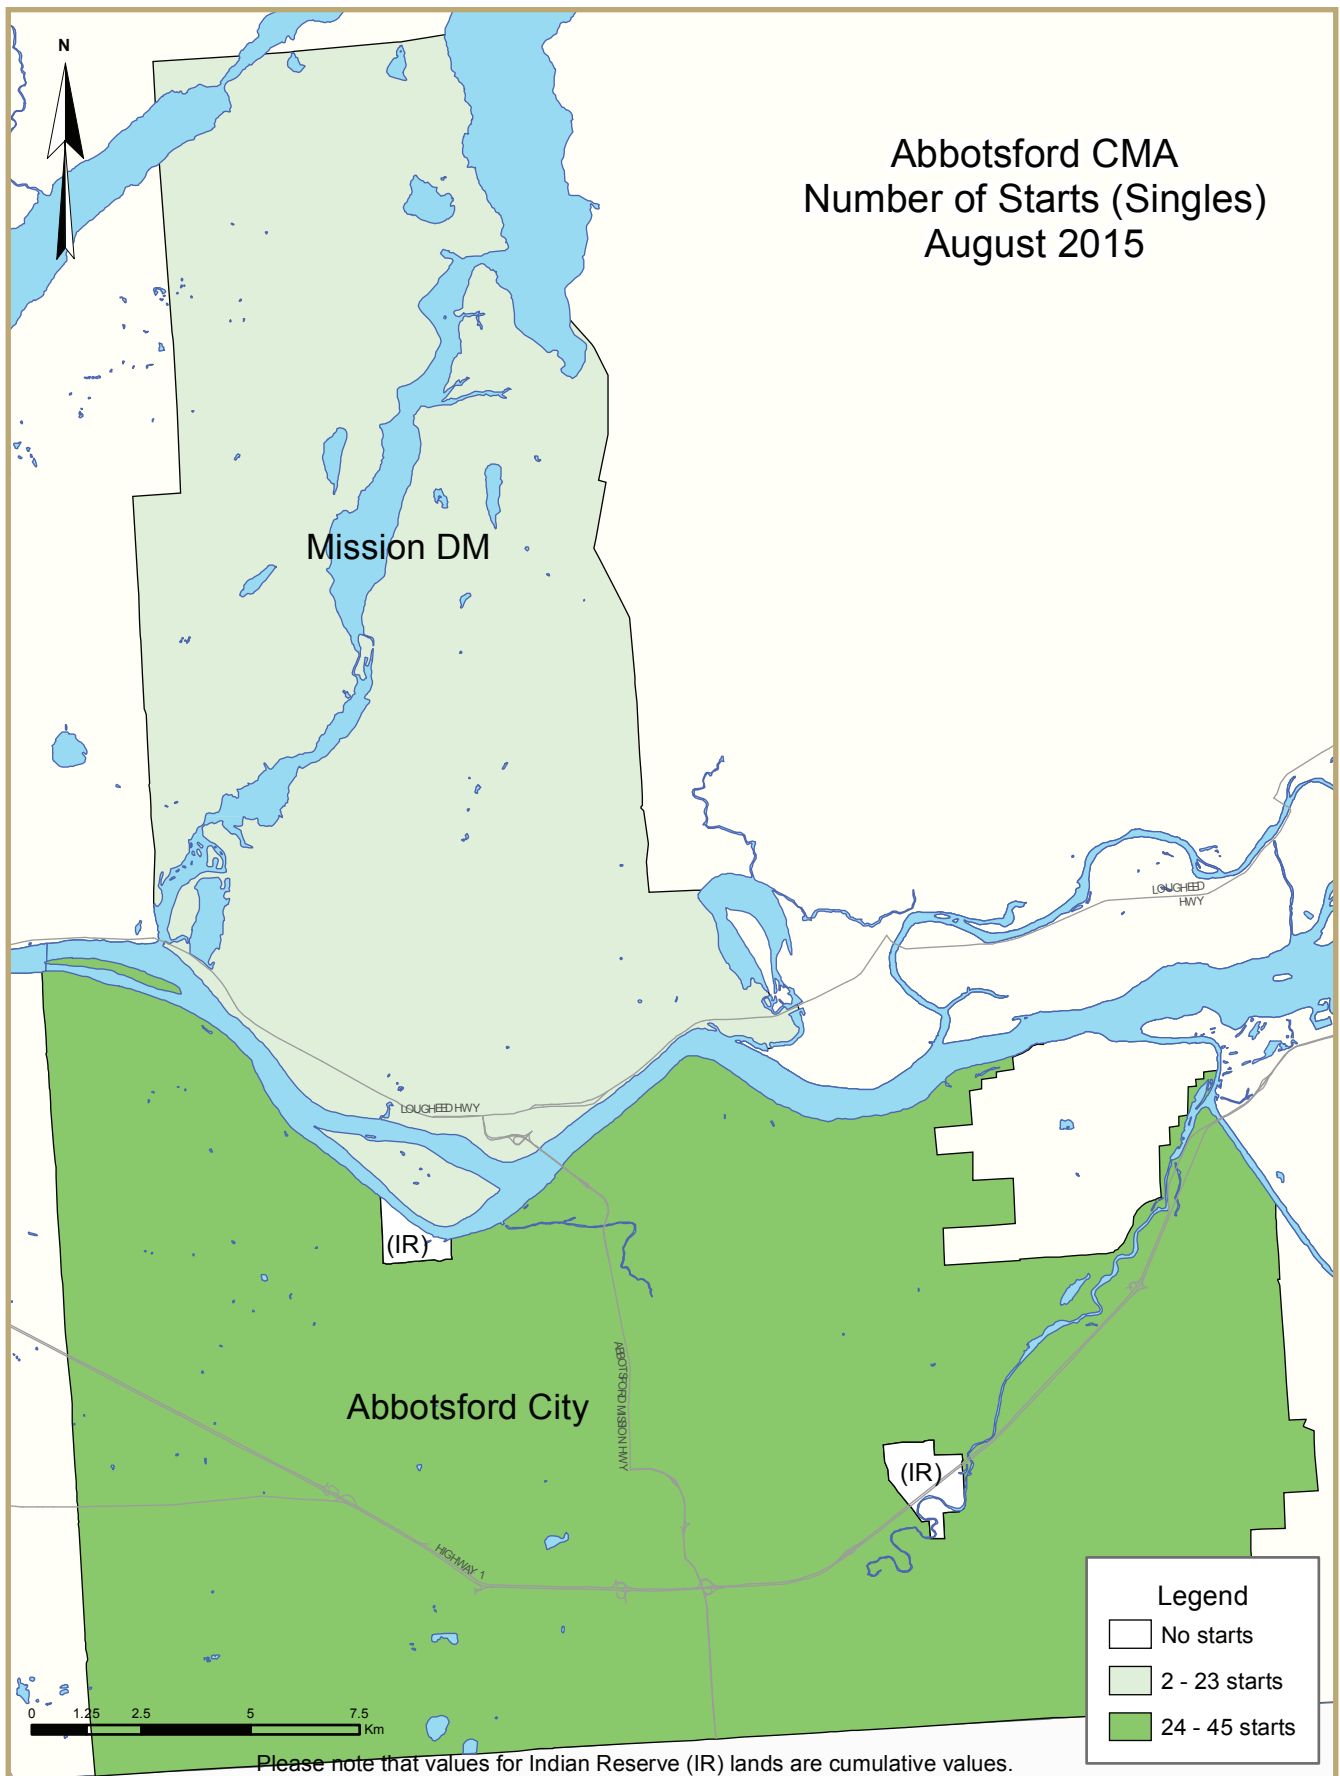 N
Abbotsford CMA
Number of Starts (Singles)
August 2015
Mission DM
LOUGHEED
HWY
LOUGHEED HWY
(IR)
ABBOTSFORD MISSION HWY
Abbotsford City
(IR)
HIGHWAY 1
Legend
No starts
2 - 23 starts
24 - 45 starts
0 1.25 2.5 5 7.5
Km
Please note that values for Indian Reserve (IR) lands are cumulative values.